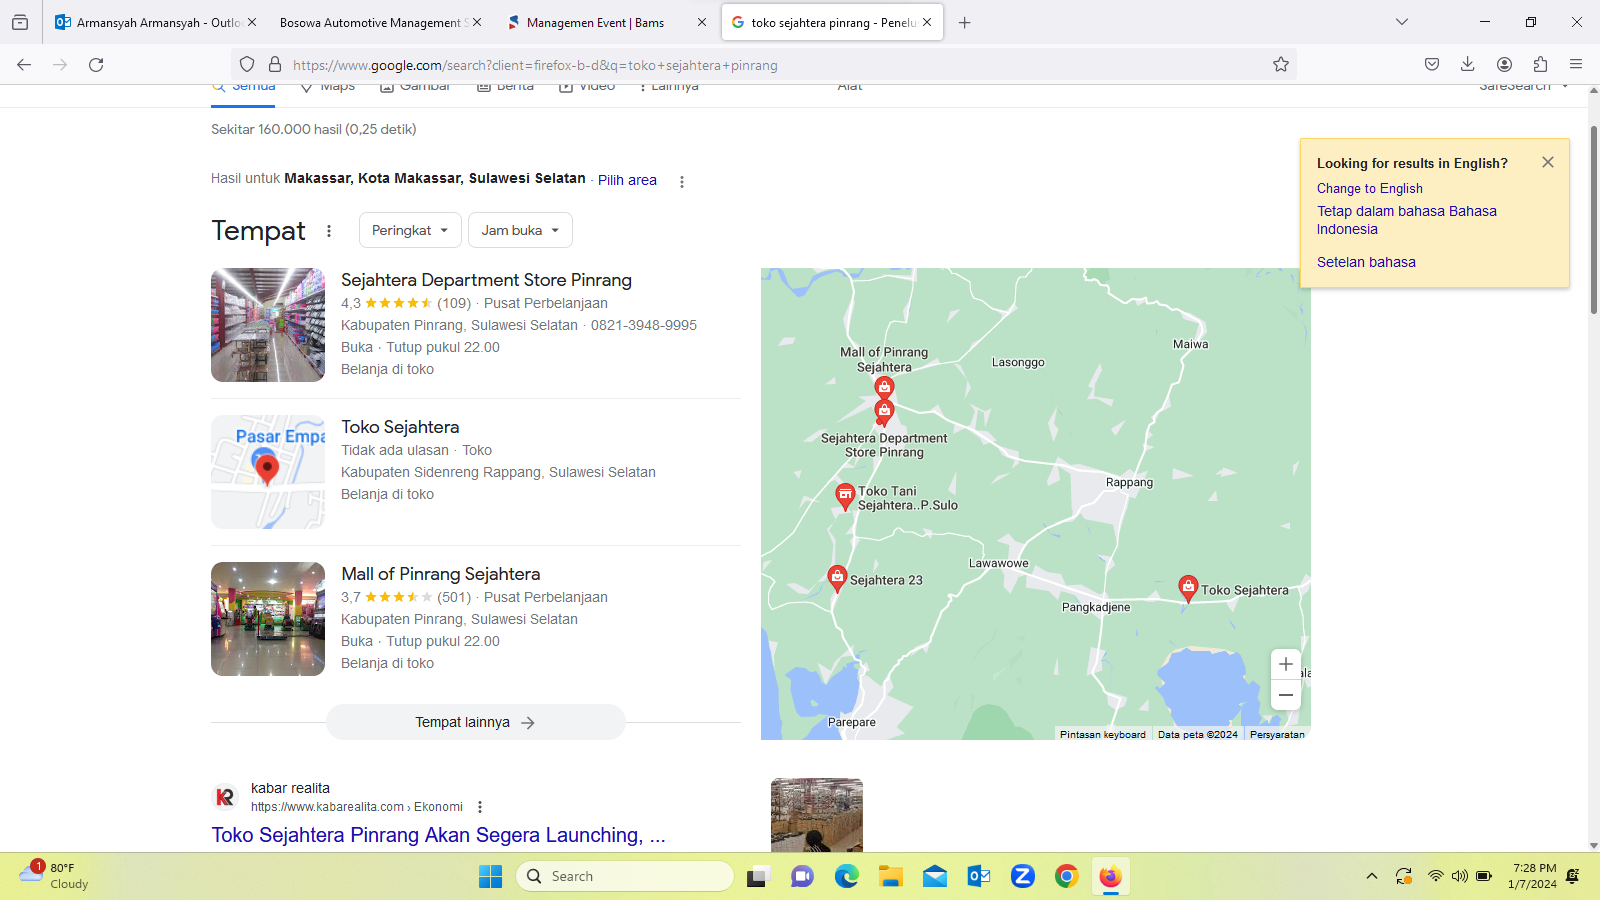 Armansyah Armansyah - Outlo
Bosowa Automotive Management S
Managemen Event | Bams
toko sejahtera pinrang - Penelu
https://www.google.com/search?client=firefox-b-d&q=toko+sejahtera+pinrang
Semua
Maps
Gambar
Berita
Video
Lainnya
Alat
SafeSearch
Sekitar 160.000 hasil (0,25 detik)
Hasil untuk Makassar, Kota Makassar, Sulawesi Selatan · Pilih area
Looking for results in English?
Change to English
Tetap dalam bahasa Bahasa
Indonesia
Setelan bahasa
Tempat
Peringkat
Jam buka
Sejahtera Department Store Pinrang
4,3 (109) · Pusat Perbelanjaan
Kabupaten Pinrang, Sulawesi Selatan · 0821-3948-9995
Buka · Tutup pukul 22.00
Belanja di toko
Pasar Empa
Toko Sejahtera
Tidak ada ulasan · Toko
Kabupaten Sidenreng Rappang, Sulawesi Selatan
Belanja di toko
Mall of Pinrang Sejahtera
3,7 (501) · Pusat Perbelanjaan
Kabupaten Pinrang, Sulawesi Selatan
Buka · Tutup pukul 22.00
Belanja di toko
Tempat lainnya
Maiwa
Mall of Pinrang
Sejahtera
Lasonggo
Sejahtera Department
Store Pinrang
Rappang
Toko Tani
Sejahtera..P.Sulo
Lawawowe
Sejahtera 23
Toko Sejahtera
Pangkadjene
ala
Parepare
Pintasan keyboard
Data peta ©2024
Persyaratan
kabar realita
https://www.kabarealita.com › Ekonomi
Toko Sejahtera Pinrang Akan Segera Launching, ...
1
80°F
Cloudy
Search
7:28 PM
1/7/2024